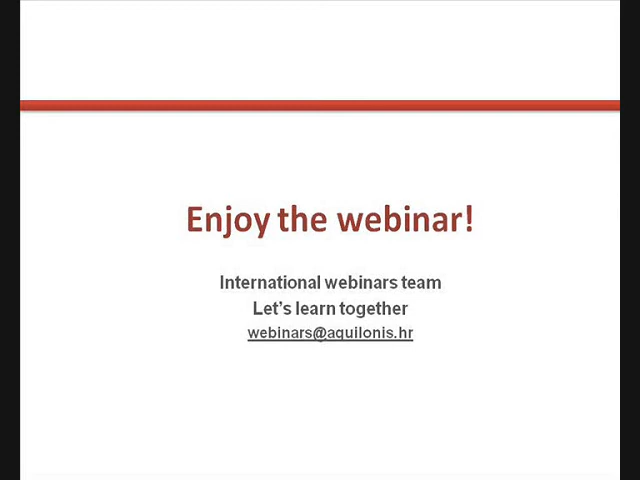 Enjoy the webinar!
International webinars team
Let's learn together
webinars@aquilonis.hr